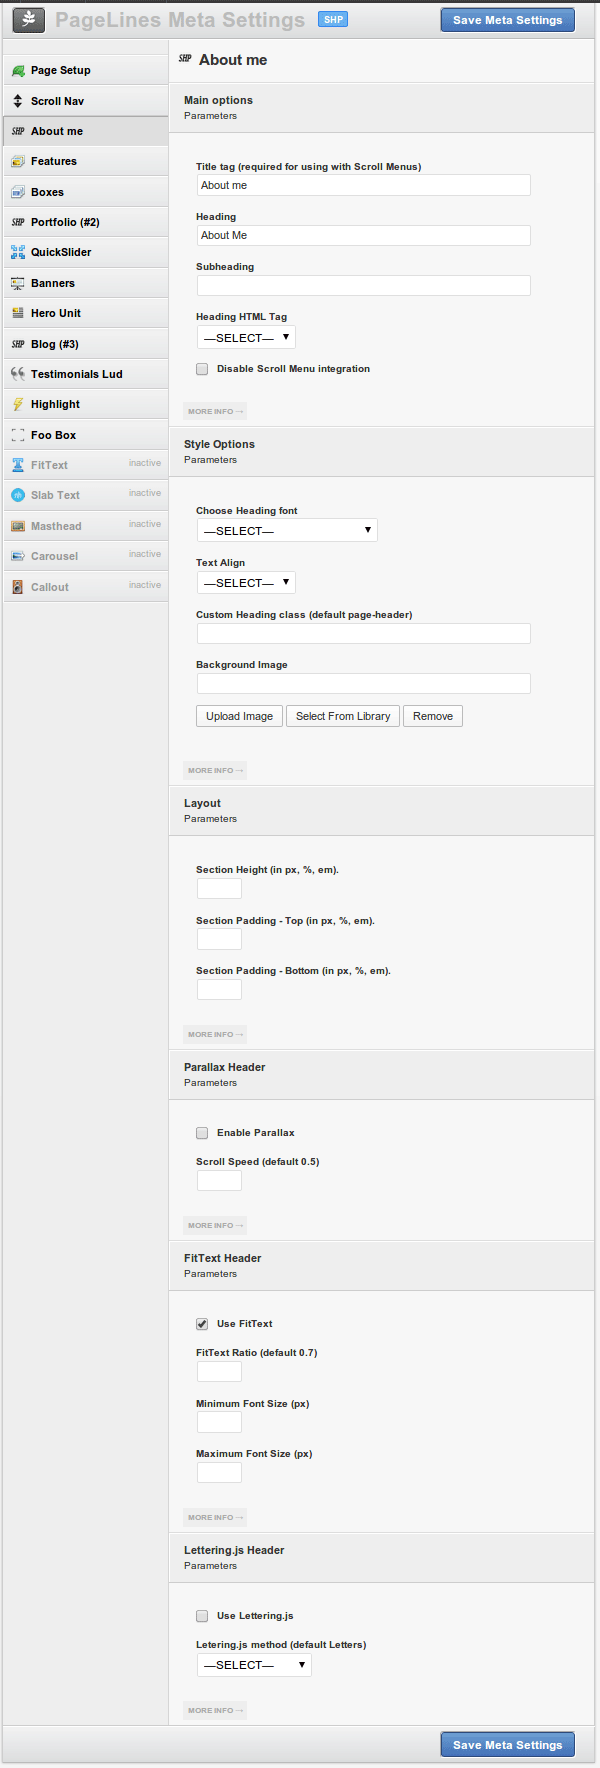 PageLines Meta Settings SHP Save Meta Settings
Page Setup
Scroll Nav
SHP About me
Features
Boxes
SHP Portfolio (#2)
QuickSlider
Banners
Hero Unit
SHP Blog (#3)
Testimonials Lud
Highlight
Foo Box
FitText inactive
Slab Text inactive
Masthead inactive
Carousel inactive
Callout inactive
SHP About me
Main options
Parameters
Title tag (required for using with Scroll Menus)
About me
Heading
About Me
Subheading
Heading HTML Tag
—SELECT—
Disable Scroll Menu integration
MORE INFO →
Style Options
Parameters
Choose Heading font
—SELECT—
Text Align
—SELECT—
Custom Heading class (default page-header)
Background Image
Upload Image Select From Library Remove
MORE INFO →
Layout
Parameters
Section Height (in px, %, em).
Section Padding - Top (in px, %, em).
Section Padding - Bottom (in px, %, em).
MORE INFO →
Parallax Header
Parameters
Enable Parallax
Scroll Speed (default 0.5)
MORE INFO →
FitText Header
Parameters
Use FitText
FitText Ratio (default 0.7)
Minimum Font Size (px)
Maximum Font Size (px)
MORE INFO →
Lettering.js Header
Parameters
Use Lettering.js
Letering.js method (default Letters)
—SELECT—
MORE INFO →
Save Meta Settings